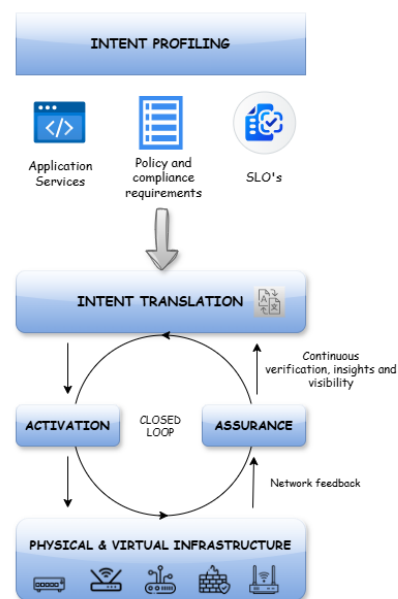 INTENT PROFILING
Application
Services
Policy and
compliance
requirements
SLO's
INTENT TRANSLATION
Continuous
verification, insights and
visibility
ACTIVATION
CLOSED
LOOP
ASSURANCE
Network feedback
PHYSICAL & VIRTUAL INFRASTRUCTURE